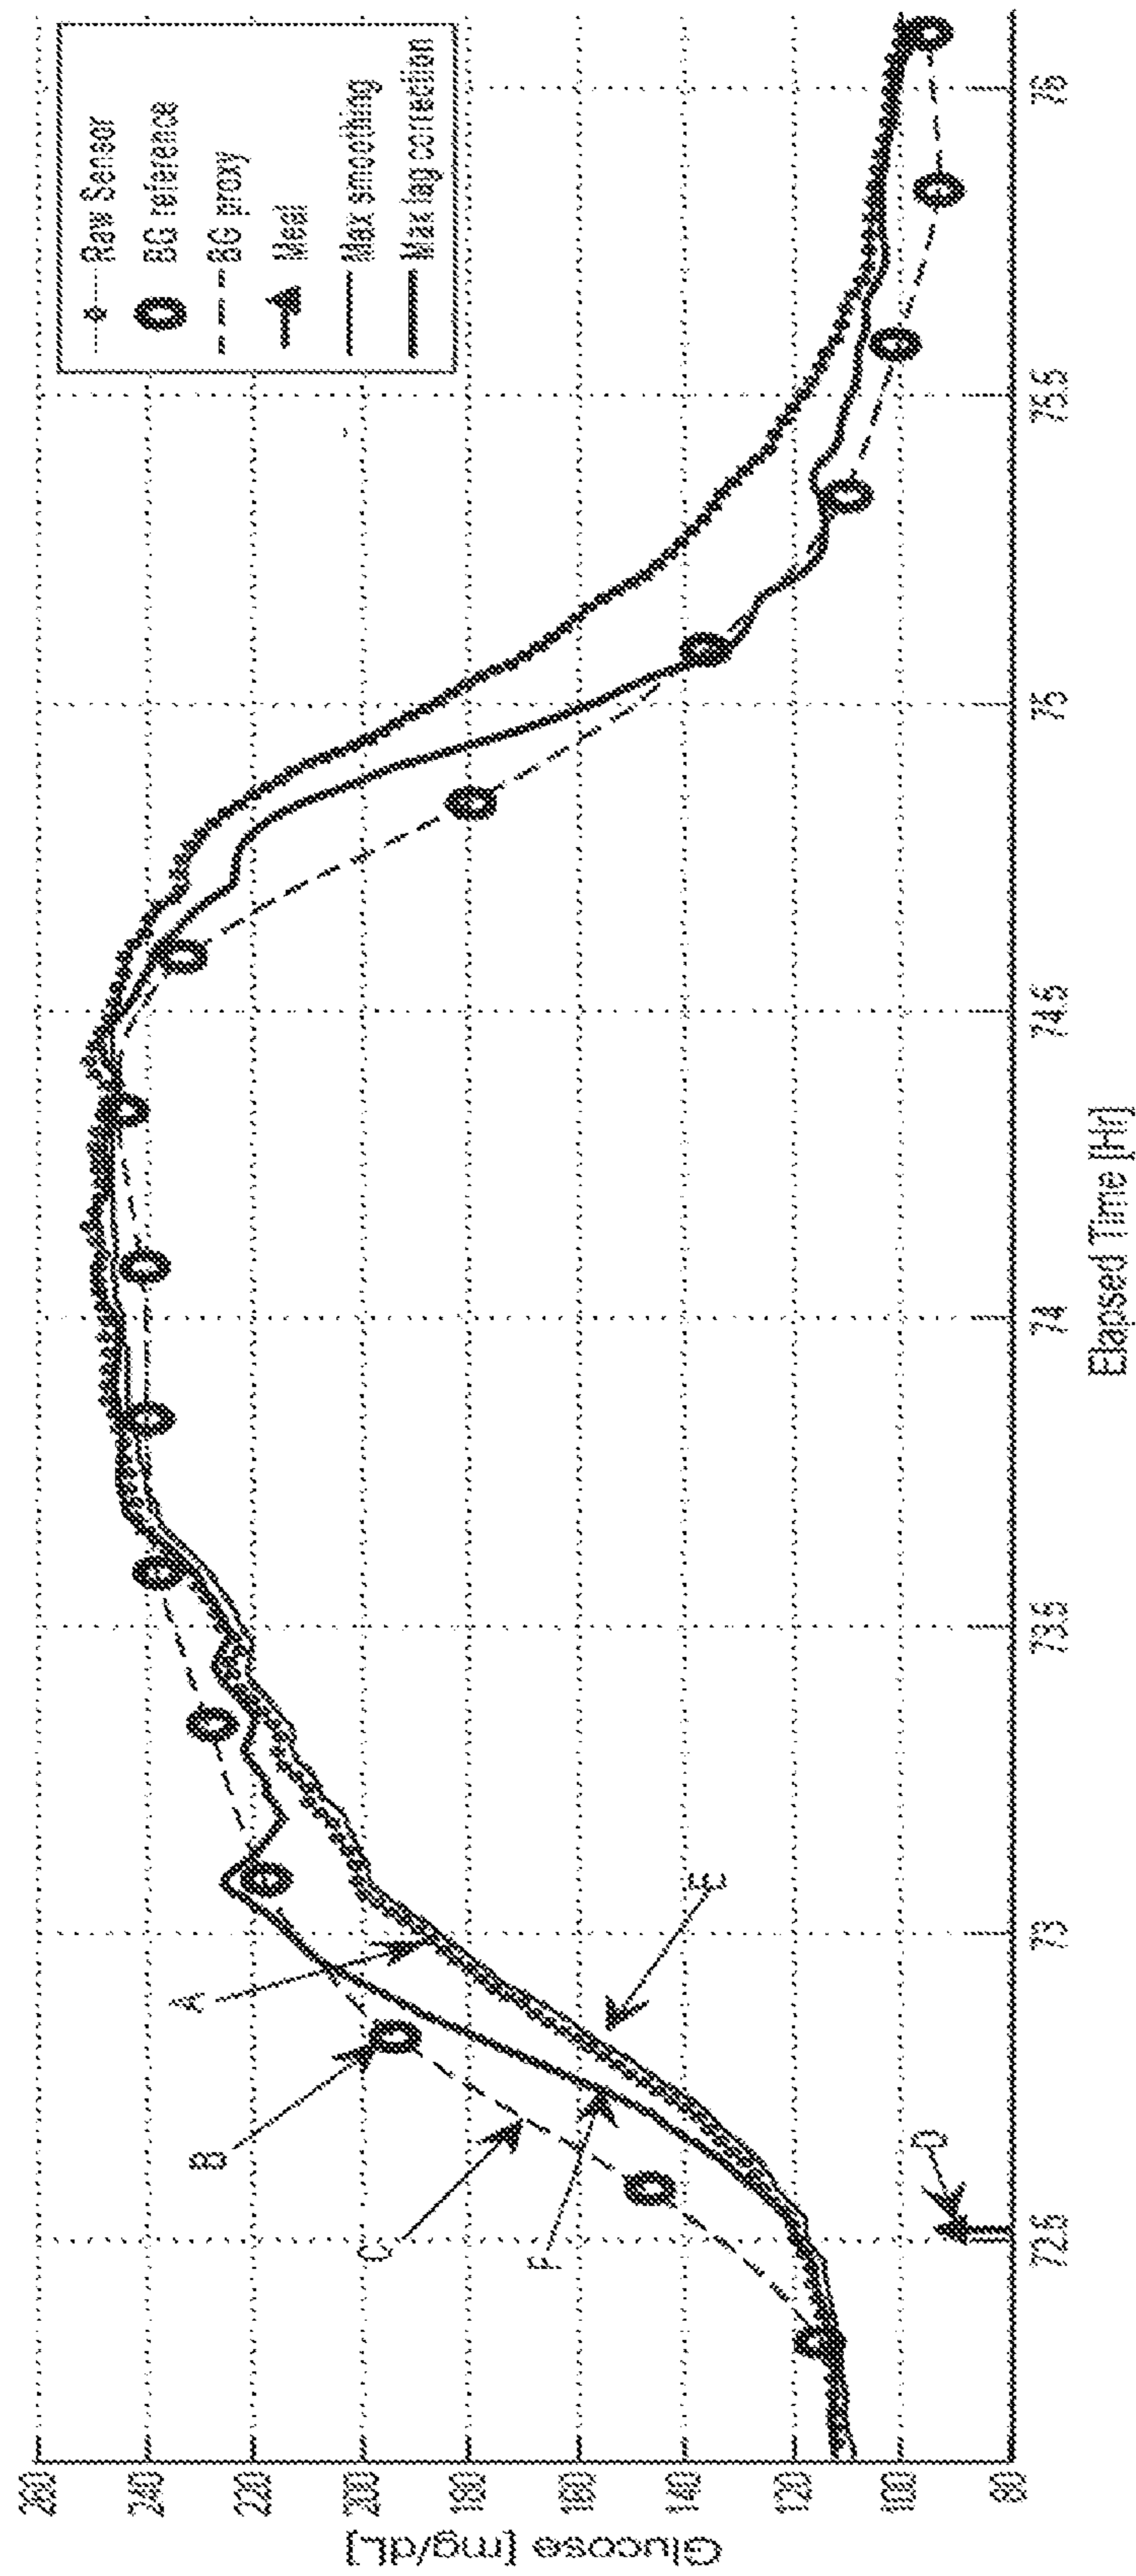 Raw Sensor
BG reference
BG proxy
Meal
Max smoothing
Max lag correction
Glucose [mg/dL]
260
240
220
200
180
160
140
120
100
80
A
B
C
D
E
F
72.5
73
73.5
74
74.5
75
75.5
76
Elapsed Time [Hr]